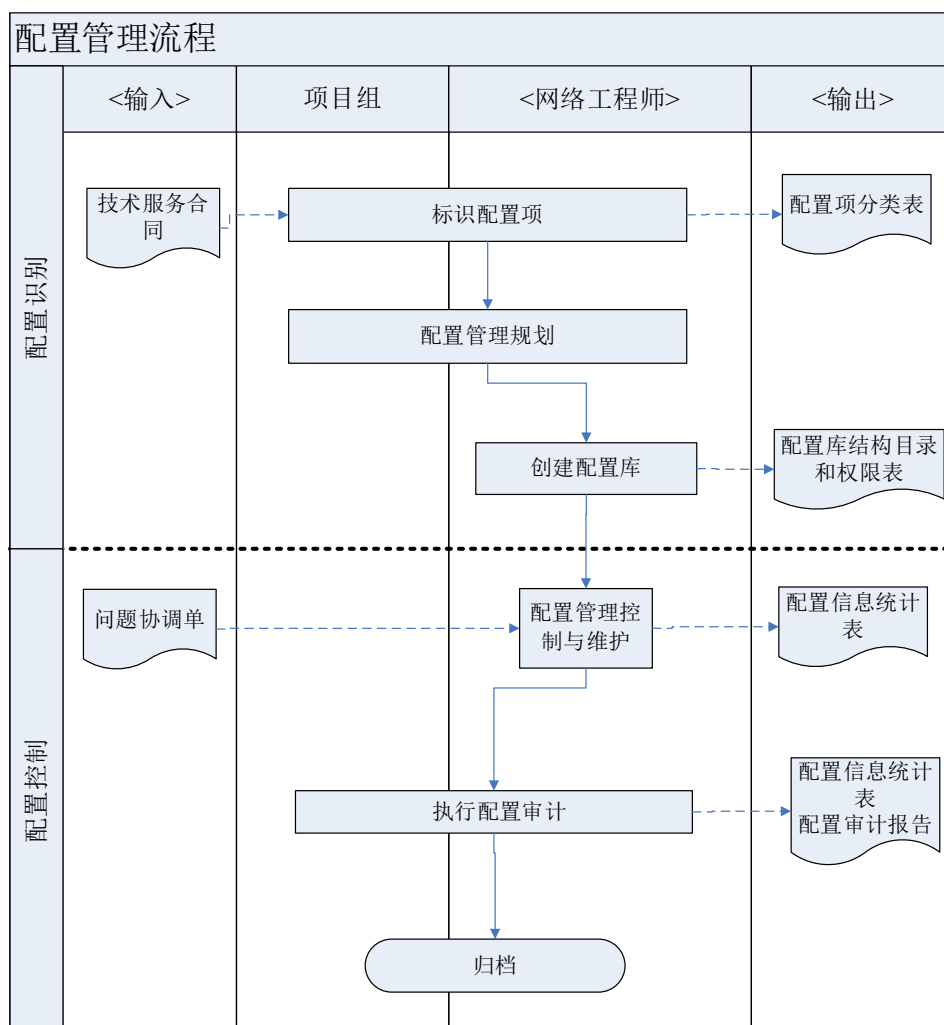 配置管理流程
<输入>
项目组
<网络工程师>
<输出>
配置识别
技术服务合
同
标识配置项
配置项分类表
配置管理规划
创建配置库
配置库结构目录
和权限表
配置控制
问题协调单
配置管理控
制与维护
配置信息统计
表
执行配置审计
配置信息统计
表
配置审计报告
归档